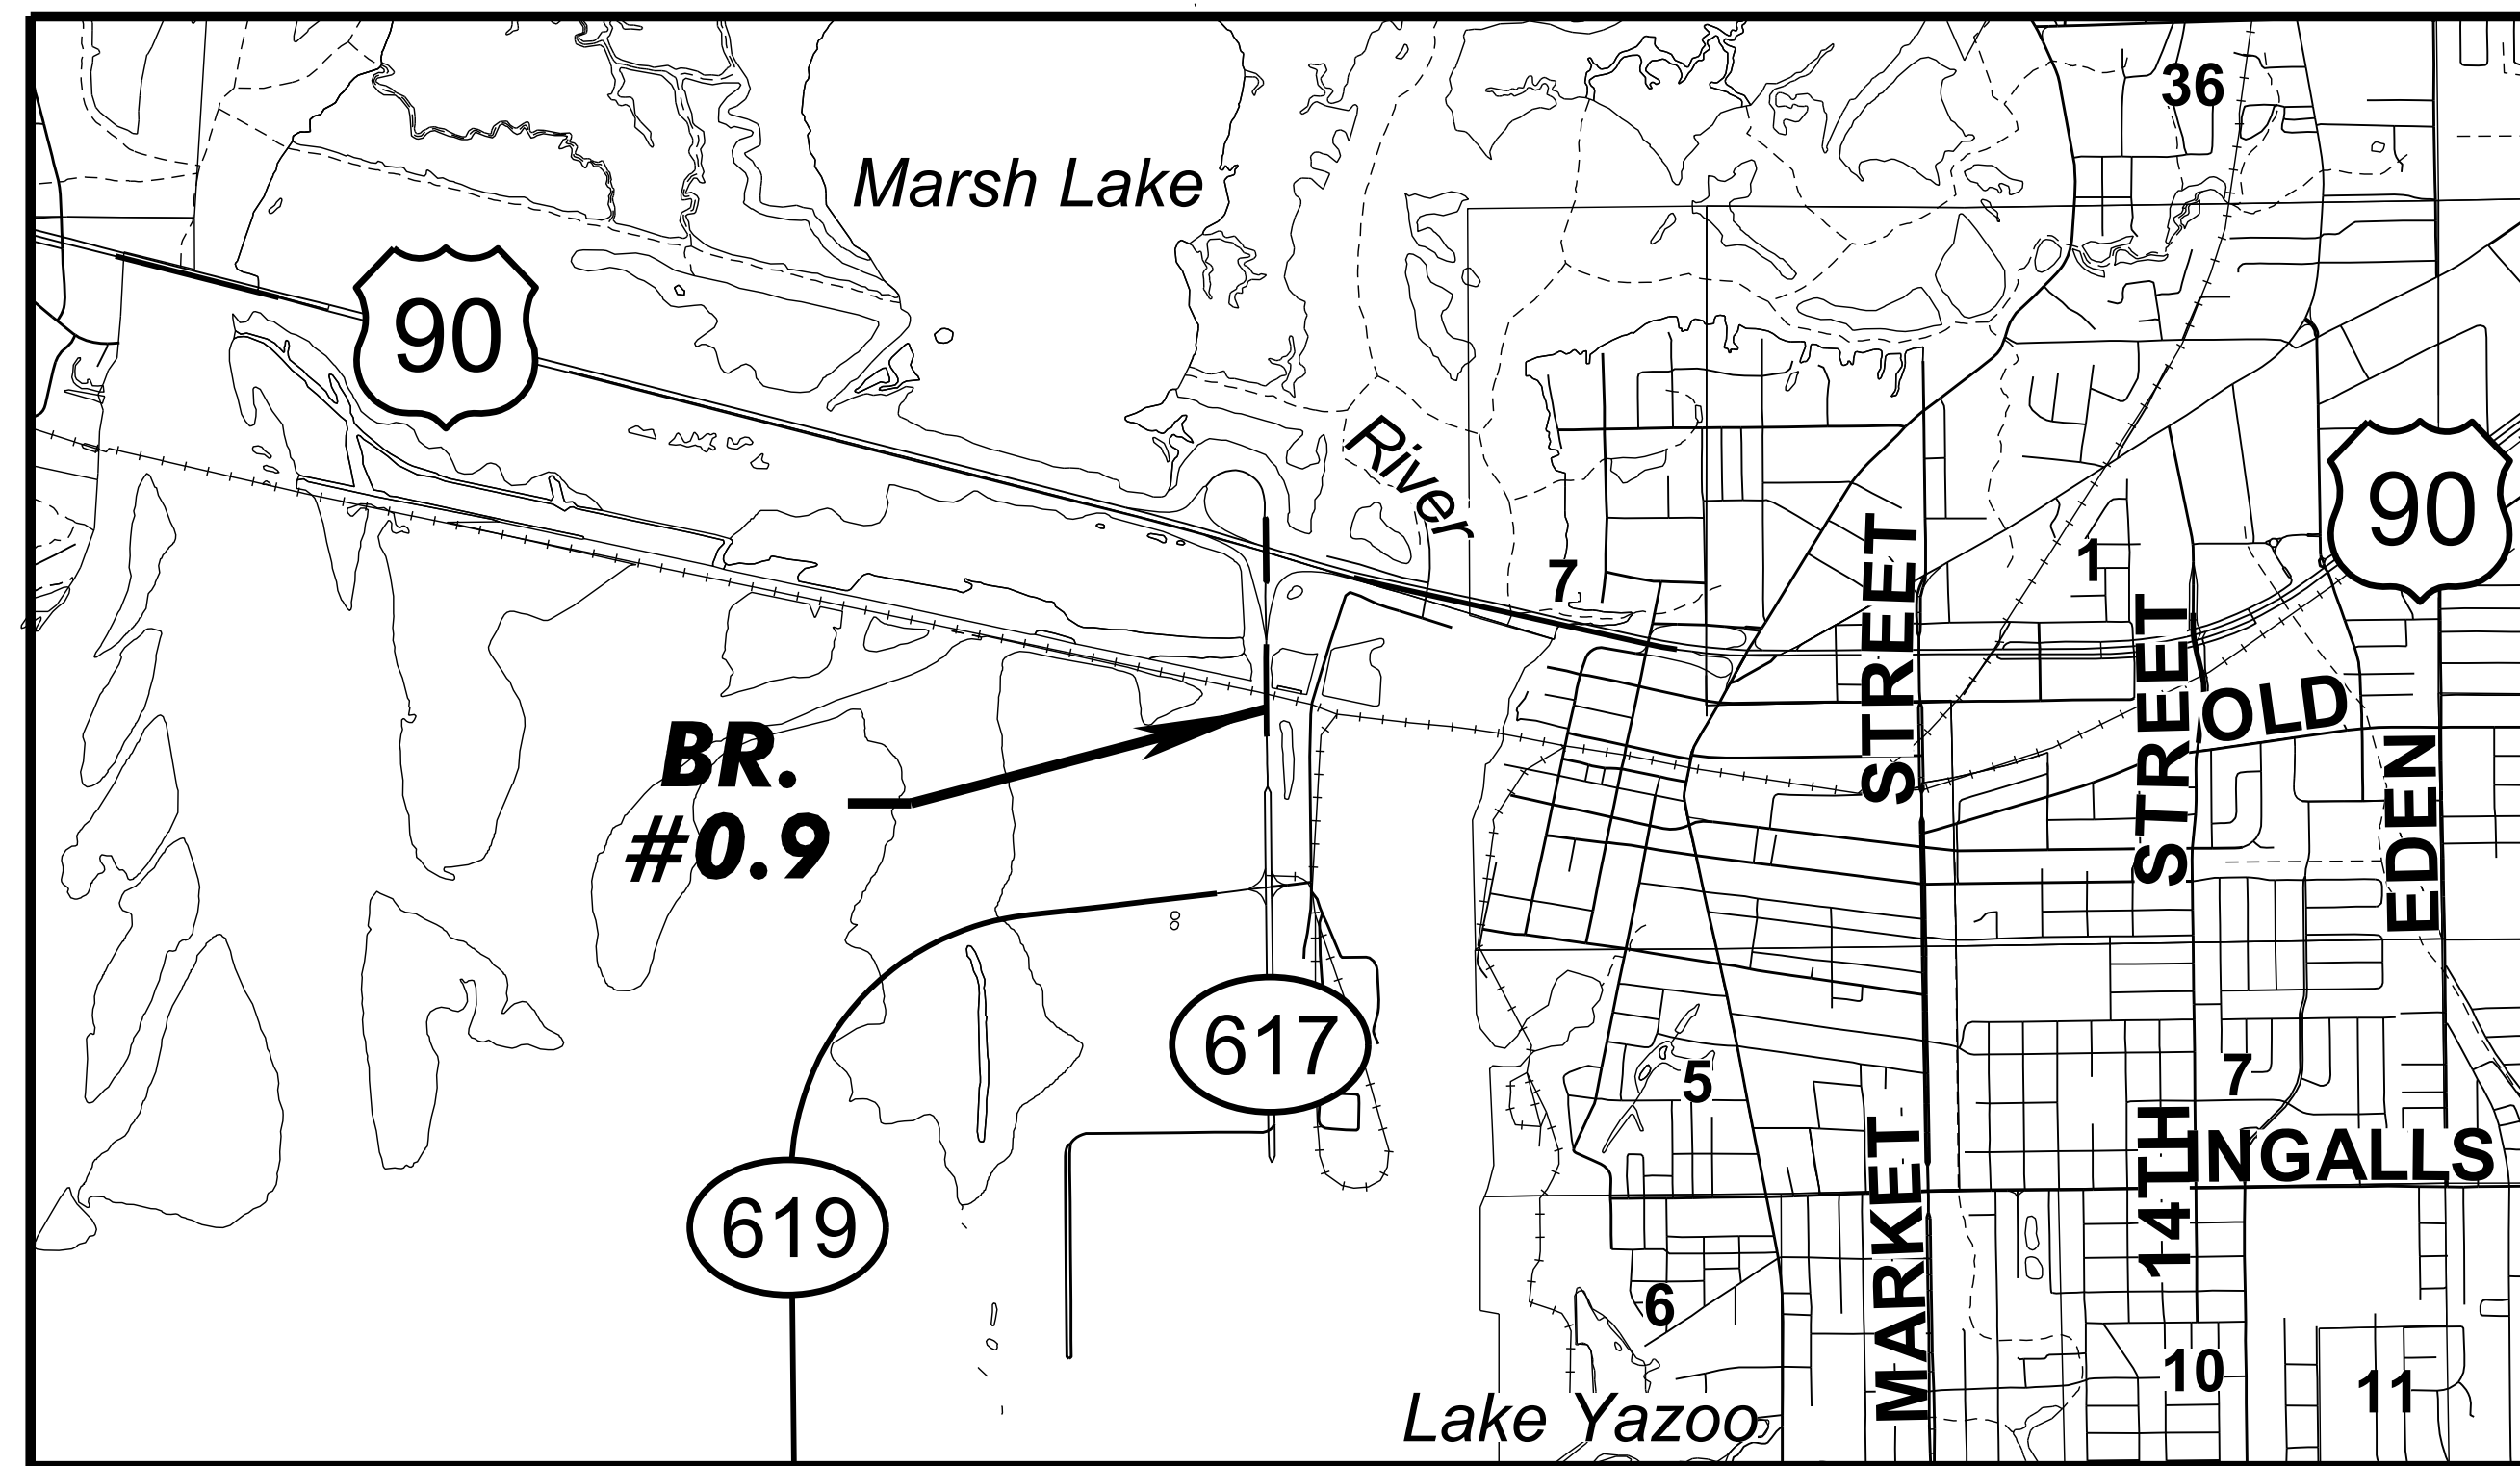 36
Marsh Lake
90
River
90
7
1
STREET
STREET
OLD
BR.
#0.9
EDEN
617
5
7
14TH
INGALLS
MARKET
619
6
10
11
Lake Yazoo